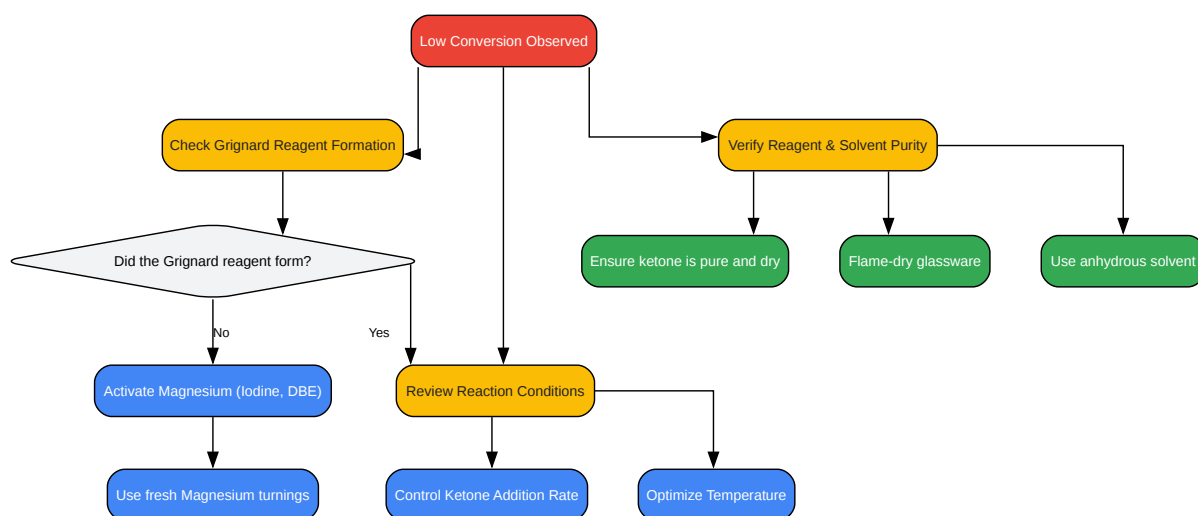 Low Conversion Observed
Check Grignard Reagent Formation
Verify Reagent & Solvent Purity
Did the Grignard reagent form?
Ensure ketone is pure and dry
Flame-dry glassware
Use anhydrous solvent
No
Yes
Activate Magnesium (Iodine, DBE)
Review Reaction Conditions
Use fresh Magnesium turnings
Control Ketone Addition Rate
Optimize Temperature